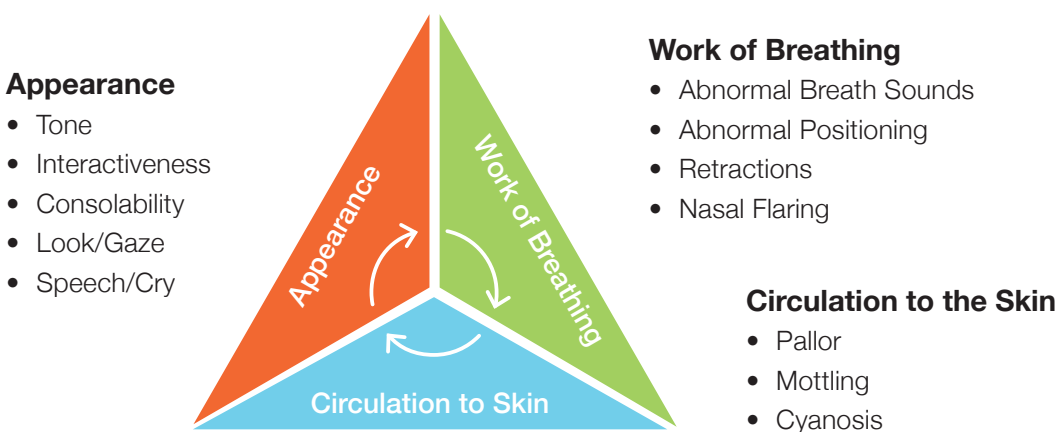 Appearance
• Tone
• Interactiveness
• Consolability
• Look/Gaze
• Speech/Cry
Appearance
Work of Breathing
Circulation to Skin
Work of Breathing
• Abnormal Breath Sounds
• Abnormal Positioning
• Retractions
• Nasal Flaring
Circulation to the Skin
• Pallor
• Mottling
• Cyanosis